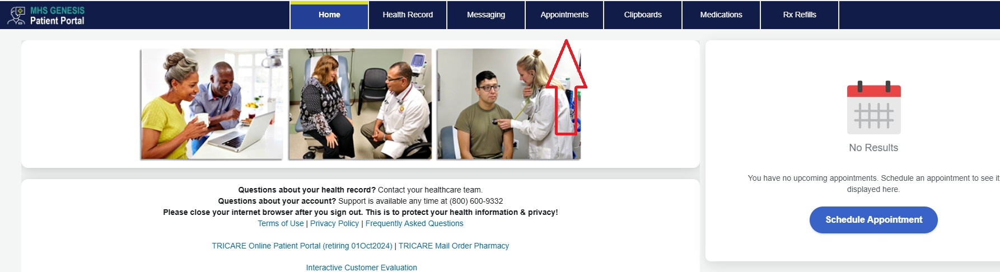 MHS GENESIS
Patient Portal
Home
Health Record
Messaging
Appointments
Clipboards
Medications
Rx Refills
Questions about your health record? Contact your healthcare team.
Questions about your account? Support is available any time at (800) 600-9332
Please close your internet browser after you sign out. This is to protect your health information & privacy!
Terms of Use | Privacy Policy | Frequently Asked Questions
TRICARE Online Patient Portal (retiring 01Oct2024) | TRICARE Mail Order Pharmacy
Interactive Customer Evaluation
No Results
You have no upcoming appointments. Schedule an appointment to see it
displayed here.
Schedule Appointment